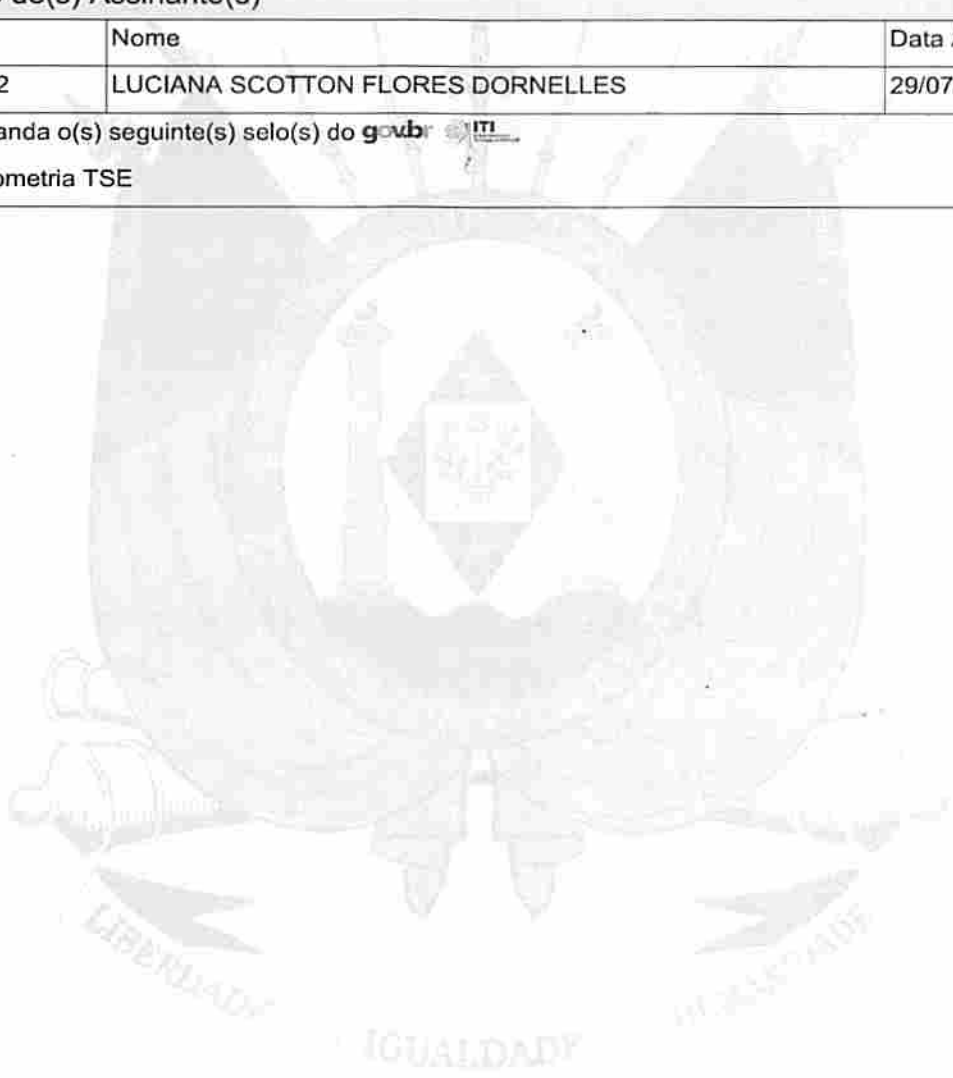 Assinante(s)
Nome Data
2 LUCIANA SCOTTON FLORES DORNELLES 29/07
anda o(s) seguinte(s) selo(s) do gov.br ITI
ometria TSE
LIBERDADE
IGUALDADE